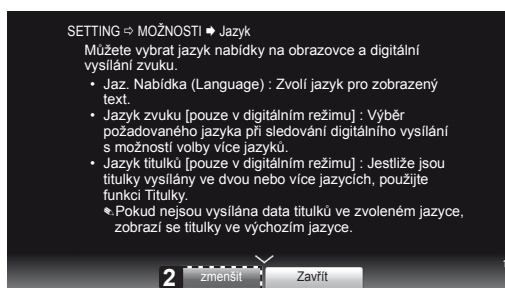 SETTING ⇨ MOŽNOSTI ➡ Jazyk
Můžete vybrat jazyk nabídky na obrazovce a digitální
vysílání zvuku.
• Jaz. Nabídka (Language) : Zvolí jazyk pro zobrazený
text.
• Jazyk zvuku [pouze v digitálním režimu] : Výběr
požadovaného jazyka při sledování digitálního vysílání
s možností volby více jazyků.
• Jazyk titulků [pouze v digitálním režimu] : Jestliže jsou
titulky vysílány ve dvou nebo více jazycích, použijte
funkci Titulky.
Pokud nejsou vysílána data titulků ve zvoleném jazyce,
zobrazí se titulky ve výchozím jazyce.
2 zmenšit Zavřít